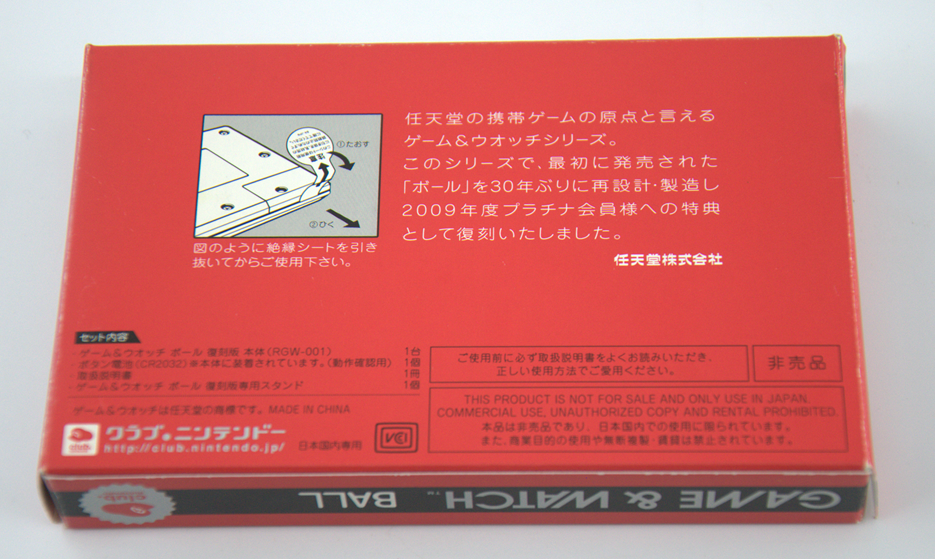 任天堂の携帯ゲームの原点と言える
ゲーム&ウオッチシリーズ。
このシリーズで、最初に発売された
「ボール」を30年ぶりに再設計・製造し
2009年度プラチナ会員様への特典
として復刻いたしました。
任天堂株式会社
①たおす
②ひく
図のように絶縁シートを引き
抜いてからご使用下さい。
セット内容
・ゲーム&ウオッチ ボール 復刻版 本体(RGW-001) 1台
・ボタン電池(CR2032)※本体に装着されています。(動作確認用) 1個
・取扱説明書 1冊
・ゲーム&ウオッチ ボール 復刻版専用スタンド 1個
ゲーム&ウオッチは任天堂の商標です。MADE IN CHINA
クラブニンテンドー
http://club.nintendo.jp/
日本国内専用
VCI
ご使用前に必ず取扱説明書をよくお読みいただき、
正しい使用方法でご愛用ください。
非売品
THIS PRODUCT IS NOT FOR SALE AND ONLY USE IN JAPAN.
COMMERCIAL USE, UNAUTHORIZED COPY AND RENTAL PROHIBITED.
本品は非売品であり、日本国内での使用に限られています。
また、商業目的の使用や無断複製・賃貸は禁止されています。
GAME & WATCH™ BALL
club